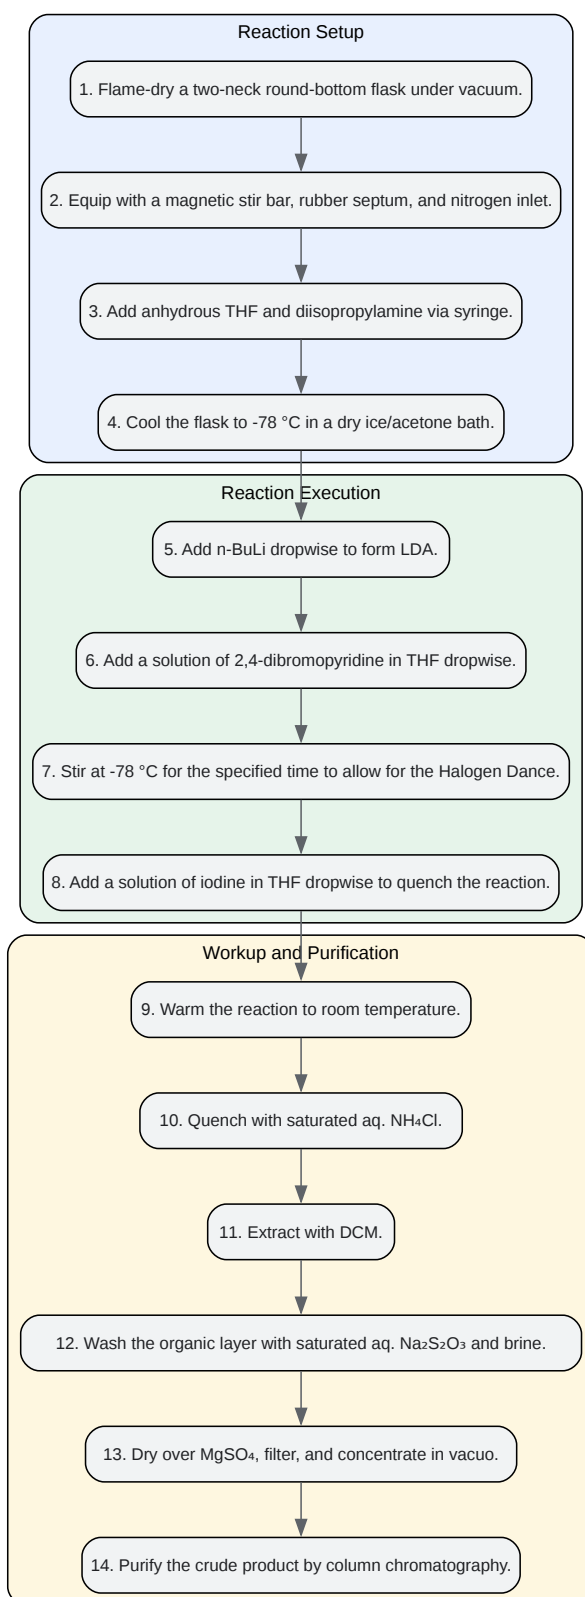 Reaction Setup
1. Flame-dry a two-neck round-bottom flask under vacuum.
2. Equip with a magnetic stir bar, rubber septum, and nitrogen inlet.
3. Add anhydrous THF and diisopropylamine via syringe.
4. Cool the flask to -78 °C in a dry ice/acetone bath.
Reaction Execution
5. Add n-BuLi dropwise to form LDA.
6. Add a solution of 2,4-dibromopyridine in THF dropwise.
7. Stir at -78 °C for the specified time to allow for the Halogen Dance.
8. Add a solution of iodine in THF dropwise to quench the reaction.
Workup and Purification
9. Warm the reaction to room temperature.
10. Quench with saturated aq. NH₄Cl.
11. Extract with DCM.
12. Wash the organic layer with saturated aq. Na₂S₂O₃ and brine.
13. Dry over MgSO₄, filter, and concentrate in vacuo.
14. Purify the crude product by column chromatography.